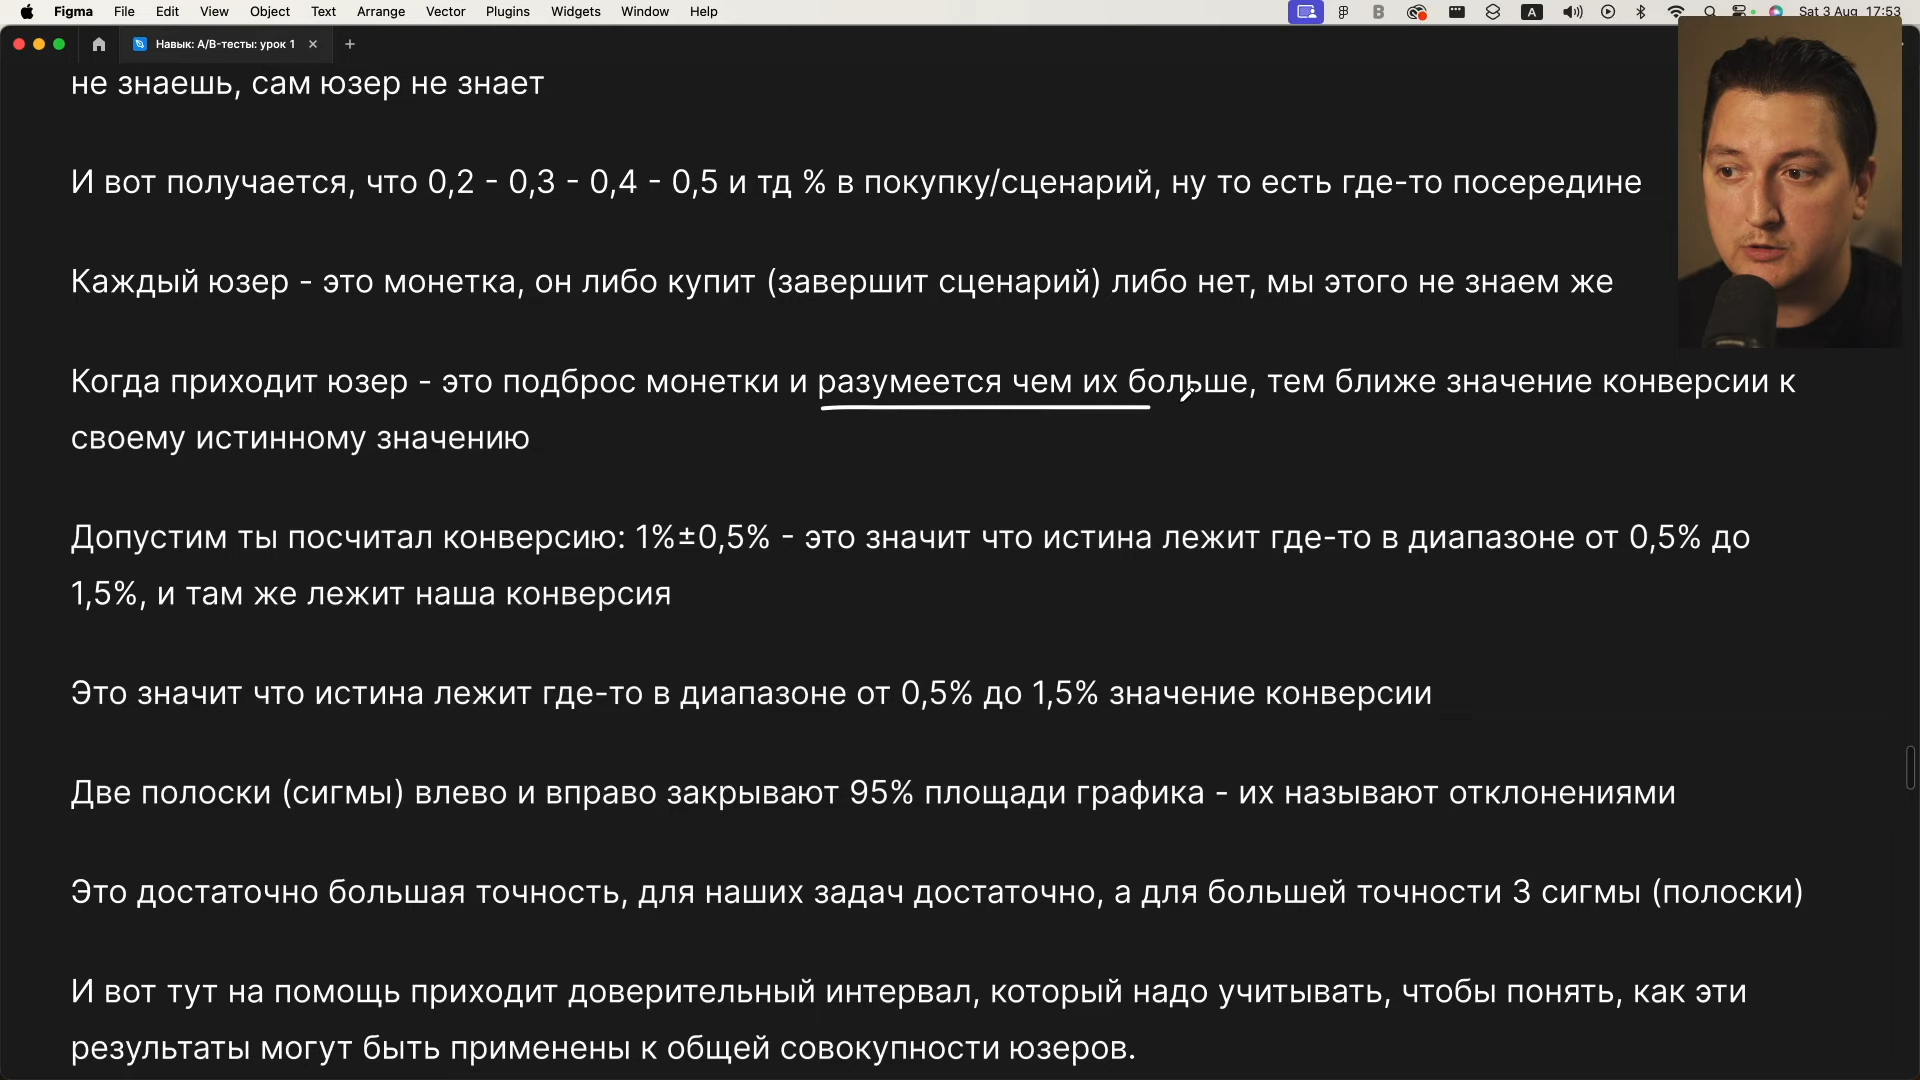 Figma File Edit View Object Text Arrange Vector Plugins Widgets Window Help A Sat 3 Aug 17:53
Навык: A/B-тесты: урок 1
не знаешь, сам юзер не знает
И вот получается, что 0,2 - 0,3 - 0,4 - 0,5 и тд % в покупку/сценарий, ну то есть где-то посередине
Каждый юзер - это монетка, он либо купит (завершит сценарий) либо нет, мы этого не знаем же
Когда приходит юзер - это подброс монетки и разумеется чем их больше, тем ближе значение конверсии к
своему истинному значению
Допустим ты посчитал конверсию: 1%±0,5% - это значит что истина лежит где-то в диапазоне от 0,5% до
1,5%, и там же лежит наша конверсия
Это значит что истина лежит где-то в диапазоне от 0,5% до 1,5% значение конверсии
Две полоски (сигмы) влево и вправо закрывают 95% площади графика - их называют отклонениями
Это достаточно большая точность, для наших задач достаточно, а для большей точности 3 сигмы (полоски)
И вот тут на помощь приходит доверительный интервал, который надо учитывать, чтобы понять, как эти
результаты могут быть применены к общей совокупности юзеров.